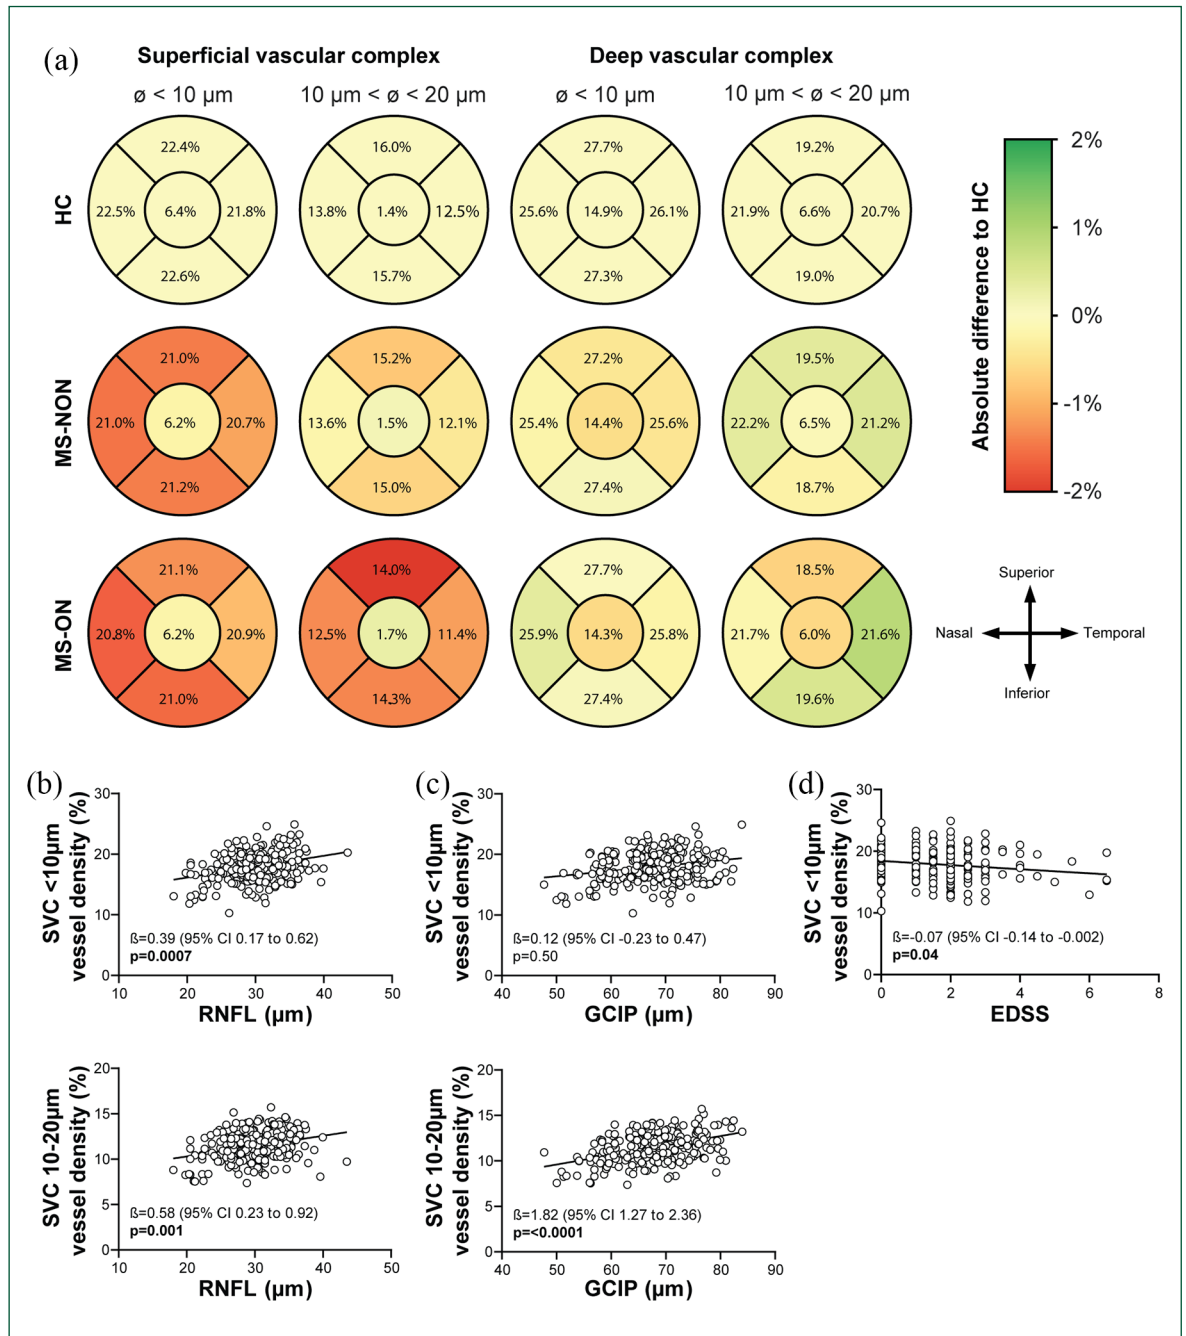 (a)
Superficial vascular complex Deep vascular complex
ø < 10 µm 10 µm < ø < 20 µm ø < 10 µm 10 µm < ø < 20 µm
HC
22.4%
22.5% 6.4% 21.8%
22.6%
16.0%
13.8% 1.4% 12.5%
15.7%
27.7%
25.6% 14.9% 26.1%
27.3%
19.2%
21.9% 6.6% 20.7%
19.0%
MS-NON
21.0%
21.0% 6.2% 20.7%
21.2%
15.2%
13.6% 1.5% 12.1%
15.0%
27.2%
25.4% 14.4% 25.6%
27.4%
19.5%
22.2% 6.5% 21.2%
18.7%
MS-ON
21.1%
20.8% 6.2% 20.9%
21.0%
14.0%
12.5% 1.7% 11.4%
14.3%
27.7%
25.9% 14.3% 25.8%
27.4%
18.5%
21.7% 6.0% 21.6%
19.6%
Absolute difference to HC
2%
1%
0%
-1%
-2%
Superior
Nasal Temporal
Inferior
(b)
SVC <10µm
vessel density (%)
30
20
10
0
ß=0.39 (95% CI 0.17 to 0.62)
p=0.0007
10 20 30 40 50
RNFL (µm)
(c)
SVC <10µm
vessel density (%)
30
20
10
0
ß=0.12 (95% CI -0.23 to 0.47)
p=0.50
40 50 60 70 80 90
GCIP (µm)
(d)
SVC <10µm
vessel density (%)
30
20
10
0
ß=-0.07 (95% CI -0.14 to -0.002)
p=0.04
0 2 4 6 8
EDSS
SVC 10-20µm
vessel density (%)
20
15
10
5
0
ß=0.58 (95% CI 0.23 to 0.92)
p=0.001
10 20 30 40 50
RNFL (µm)
SVC 10-20µm
vessel density (%)
20
15
10
5
0
ß=1.82 (95% CI 1.27 to 2.36)
p=<0.0001
40 50 60 70 80 90
GCIP (µm)